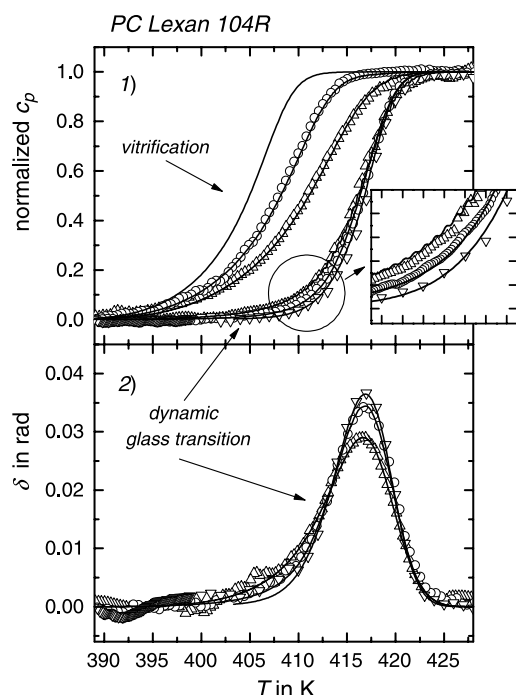 PC Lexan 104R
1)
vitrification
normalized cp
1.0
0.8
0.6
0.4
0.2
0.0
2)
dynamic
glass transition
δ in rad
0.04
0.03
0.02
0.01
0.00
390 395 400 405 410 415 420 425
T in K